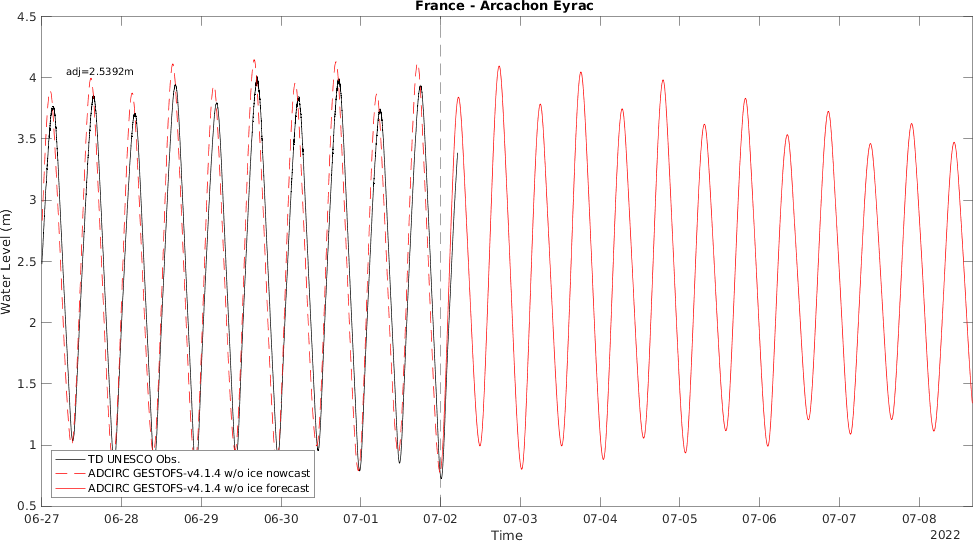 France - Arcachon Eyrac
4.5
4
3.5
3
2.5
2
1.5
1
0.5
Water Level (m)
adj=2.5392m
TD UNESCO Obs.
ADCIRC GESTOFS-v4.1.4 w/o ice nowcast
ADCIRC GESTOFS-v4.1.4 w/o ice forecast
06-27 06-28 06-29 06-30 07-01 07-02 07-03 07-04 07-05 07-06 07-07 07-08
2022
Time